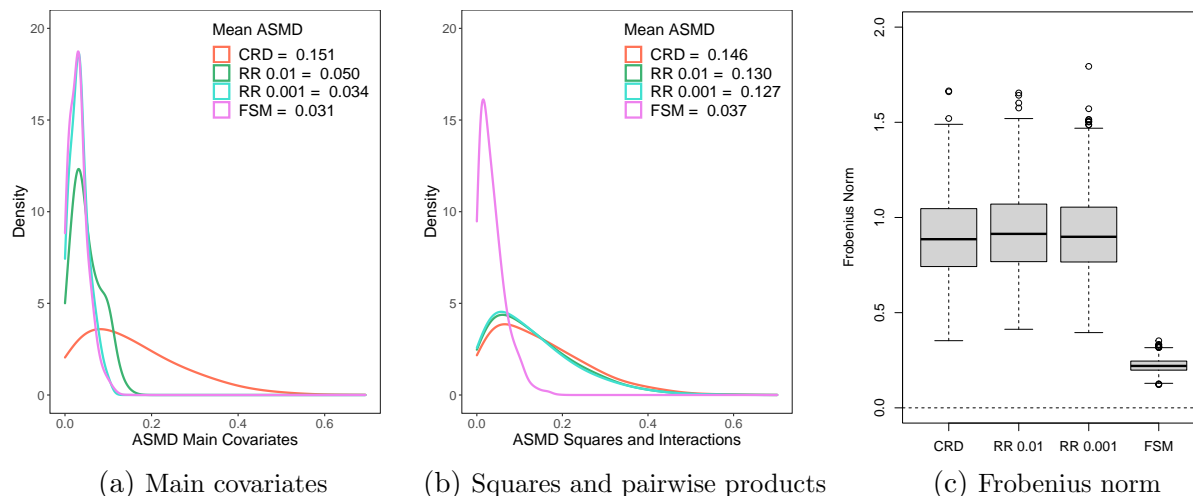 Mean ASMD
CRD = 0.151
RR 0.01 = 0.050
RR 0.001 = 0.034
FSM = 0.031
20
15
10
5
0
Density
0.0 0.2 0.4 0.6
ASMD Main Covariates
(a) Main covariates
Mean ASMD
CRD = 0.146
RR 0.01 = 0.130
RR 0.001 = 0.127
FSM = 0.037
20
15
10
5
0
Density
0.0 0.2 0.4 0.6
ASMD Squares and Interactions
(b) Squares and pairwise products
2.0
1.5
1.0
0.5
0.0
Frobenius Norm
CRD RR 0.01 RR 0.001 FSM
(c) Frobenius norm